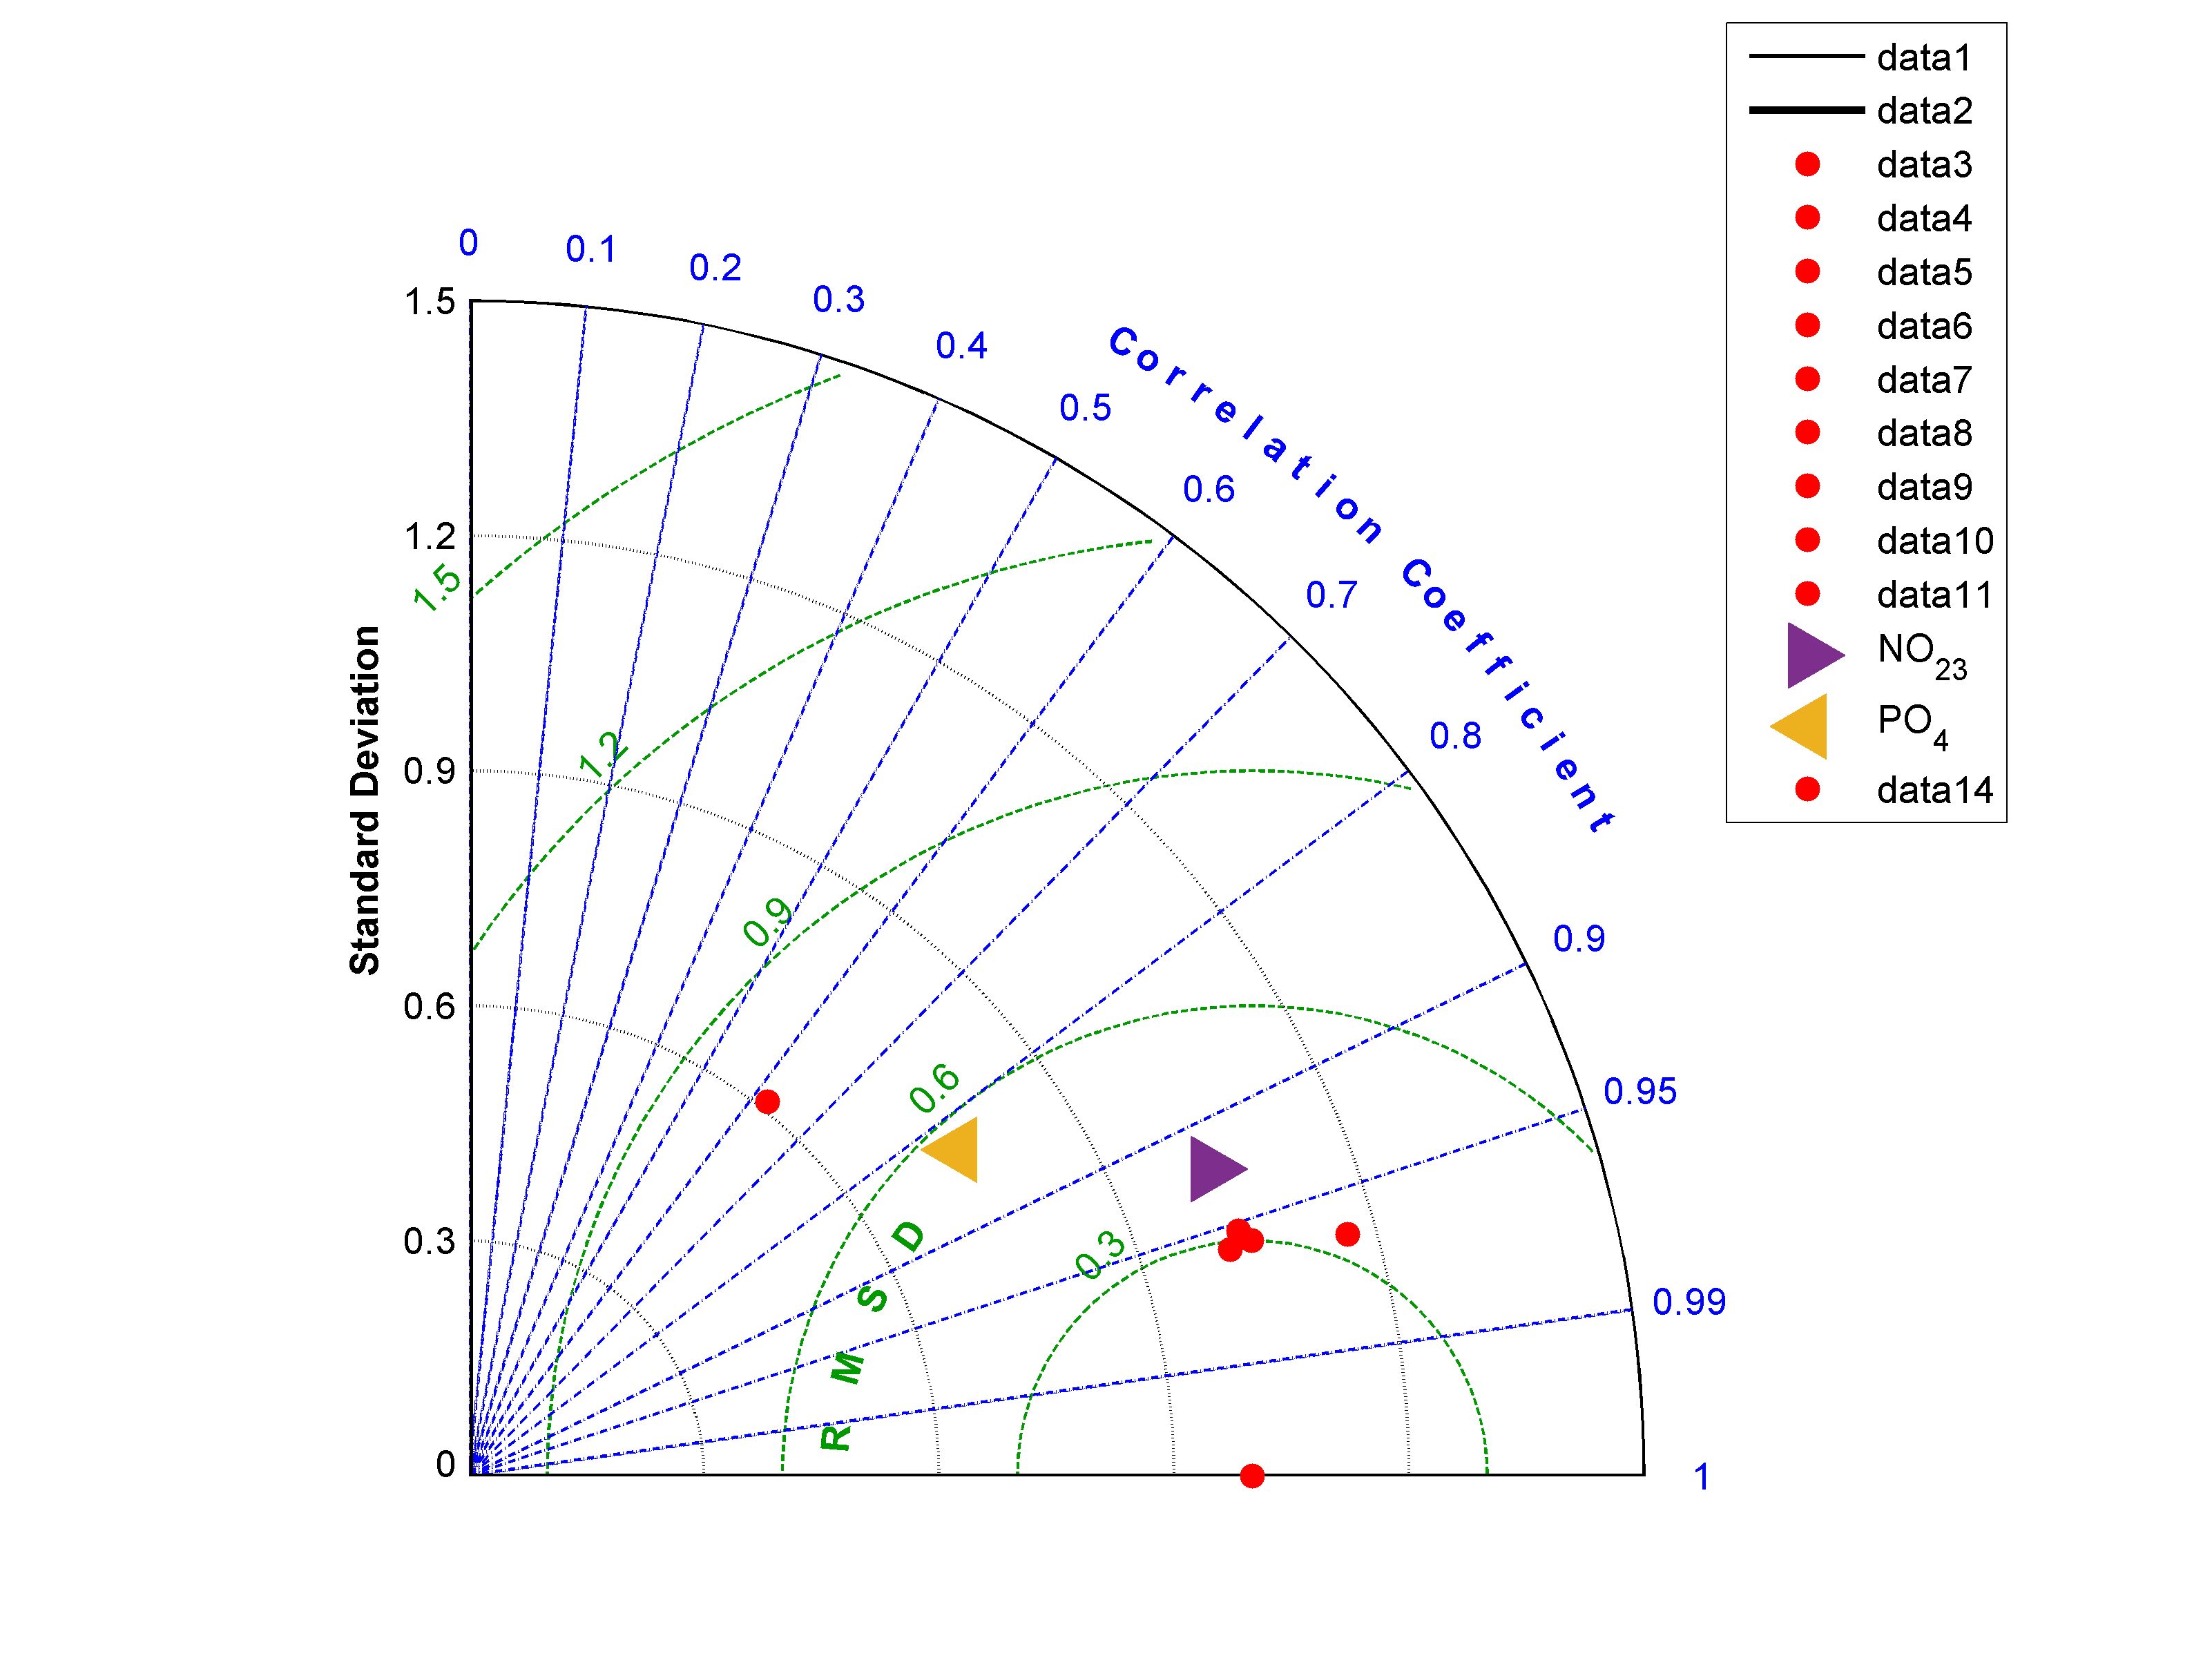 data1
data2
data3
data4
data5
data6
data7
data8
data9
data10
data11
NO23
PO4
data14
0
0.1
0.2
0.3
0.4
0.5
0.6
0.7
0.8
0.9
0.95
0.99
1
Correlation Coefficient
1.5
1.2
0.9
0.6
0.3
0
Standard Deviation
1.5
1.2
0.9
0.6
0.3
RMSD